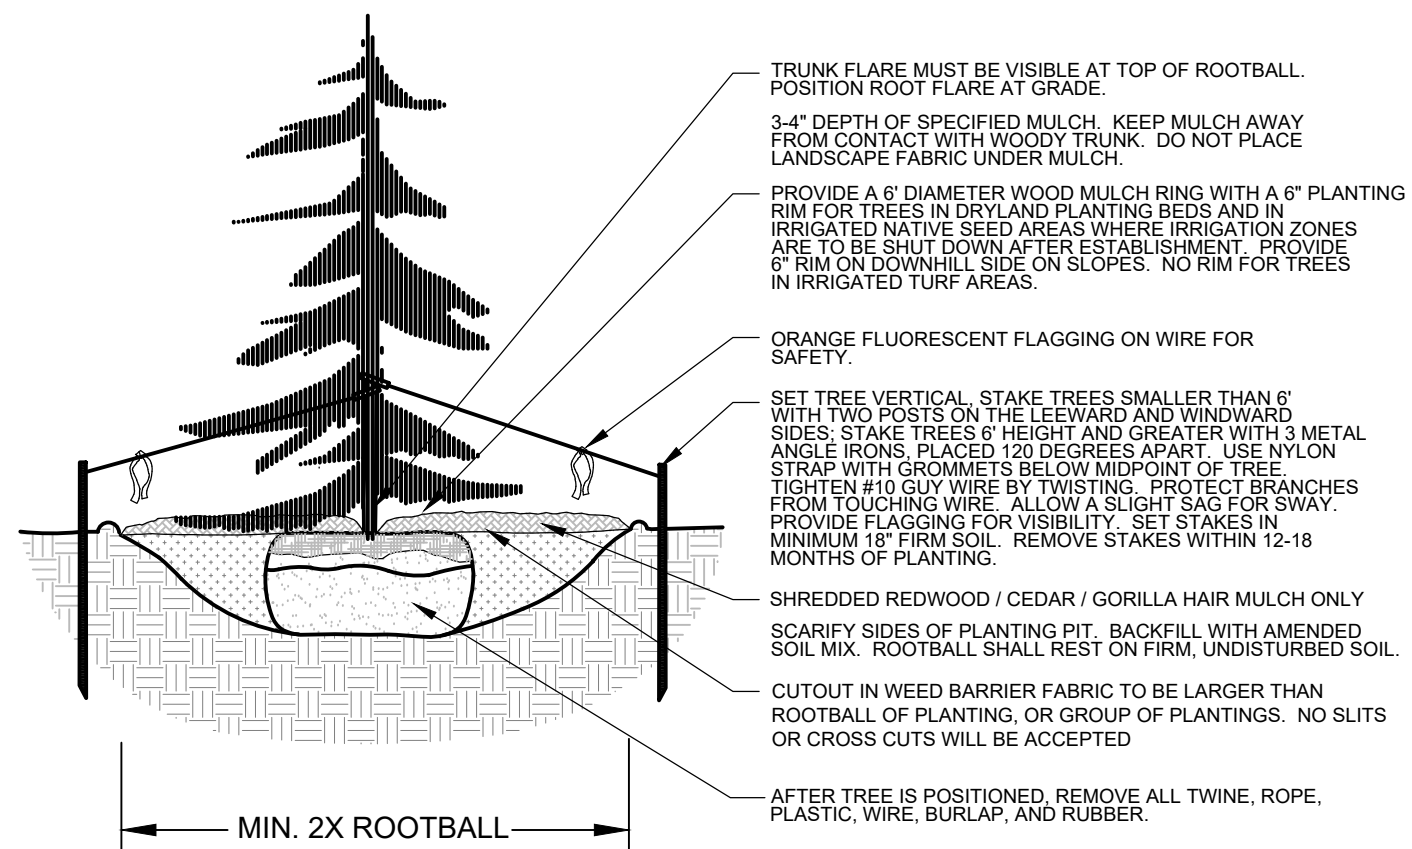 TRUNK FLARE MUST BE VISIBLE AT TOP OF ROOTBALL.
POSITION ROOT FLARE AT GRADE.
3-4" DEPTH OF SPECIFIED MULCH. KEEP MULCH AWAY
FROM CONTACT WITH WOODY TRUNK. DO NOT PLACE
LANDSCAPE FABRIC UNDER MULCH.
PROVIDE A 6' DIAMETER WOOD MULCH RING WITH A 6" PLANTING
RIM FOR TREES IN DRYLAND PLANTING BEDS AND IN
IRRIGATED NATIVE SEED AREAS WHERE IRRIGATION ZONES
ARE TO BE SHUT DOWN AFTER ESTABLISHMENT. PROVIDE
6" RIM ON DOWNHILL SIDE ON SLOPES. NO RIM FOR TREES
IN IRRIGATED TURF AREAS.
ORANGE FLUORESCENT FLAGGING ON WIRE FOR
SAFETY.
SET TREE VERTICAL, STAKE TREES SMALLER THAN 6'
WITH TWO POSTS ON THE LEEWARD AND WINDWARD
SIDES; STAKE TREES 6' HEIGHT AND GREATER WITH 3 METAL
ANGLE IRONS, PLACED 120 DEGREES APART. USE NYLON
STRAP WITH GROMMETS BELOW MIDPOINT OF TREE.
TIGHTEN #10 GUY WIRE BY TWISTING. PROTECT BRANCHES
FROM TOUCHING WIRE. ALLOW A SLIGHT SAG FOR SWAY.
PROVIDE FLAGGING FOR VISIBILITY. SET STAKES IN
MINIMUM 18" FIRM SOIL. REMOVE STAKES WITHIN 12-18
MONTHS OF PLANTING.
SHREDDED REDWOOD / CEDAR / GORILLA HAIR MULCH ONLY
SCARIFY SIDES OF PLANTING PIT. BACKFILL WITH AMENDED
SOIL MIX. ROOTBALL SHALL REST ON FIRM, UNDISTURBED SOIL.
CUTOUT IN WEED BARRIER FABRIC TO BE LARGER THAN
ROOTBALL OF PLANTING, OR GROUP OF PLANTINGS. NO SLITS
OR CROSS CUTS WILL BE ACCEPTED
AFTER TREE IS POSITIONED, REMOVE ALL TWINE, ROPE,
PLASTIC, WIRE, BURLAP, AND RUBBER.
MIN. 2X ROOTBALL